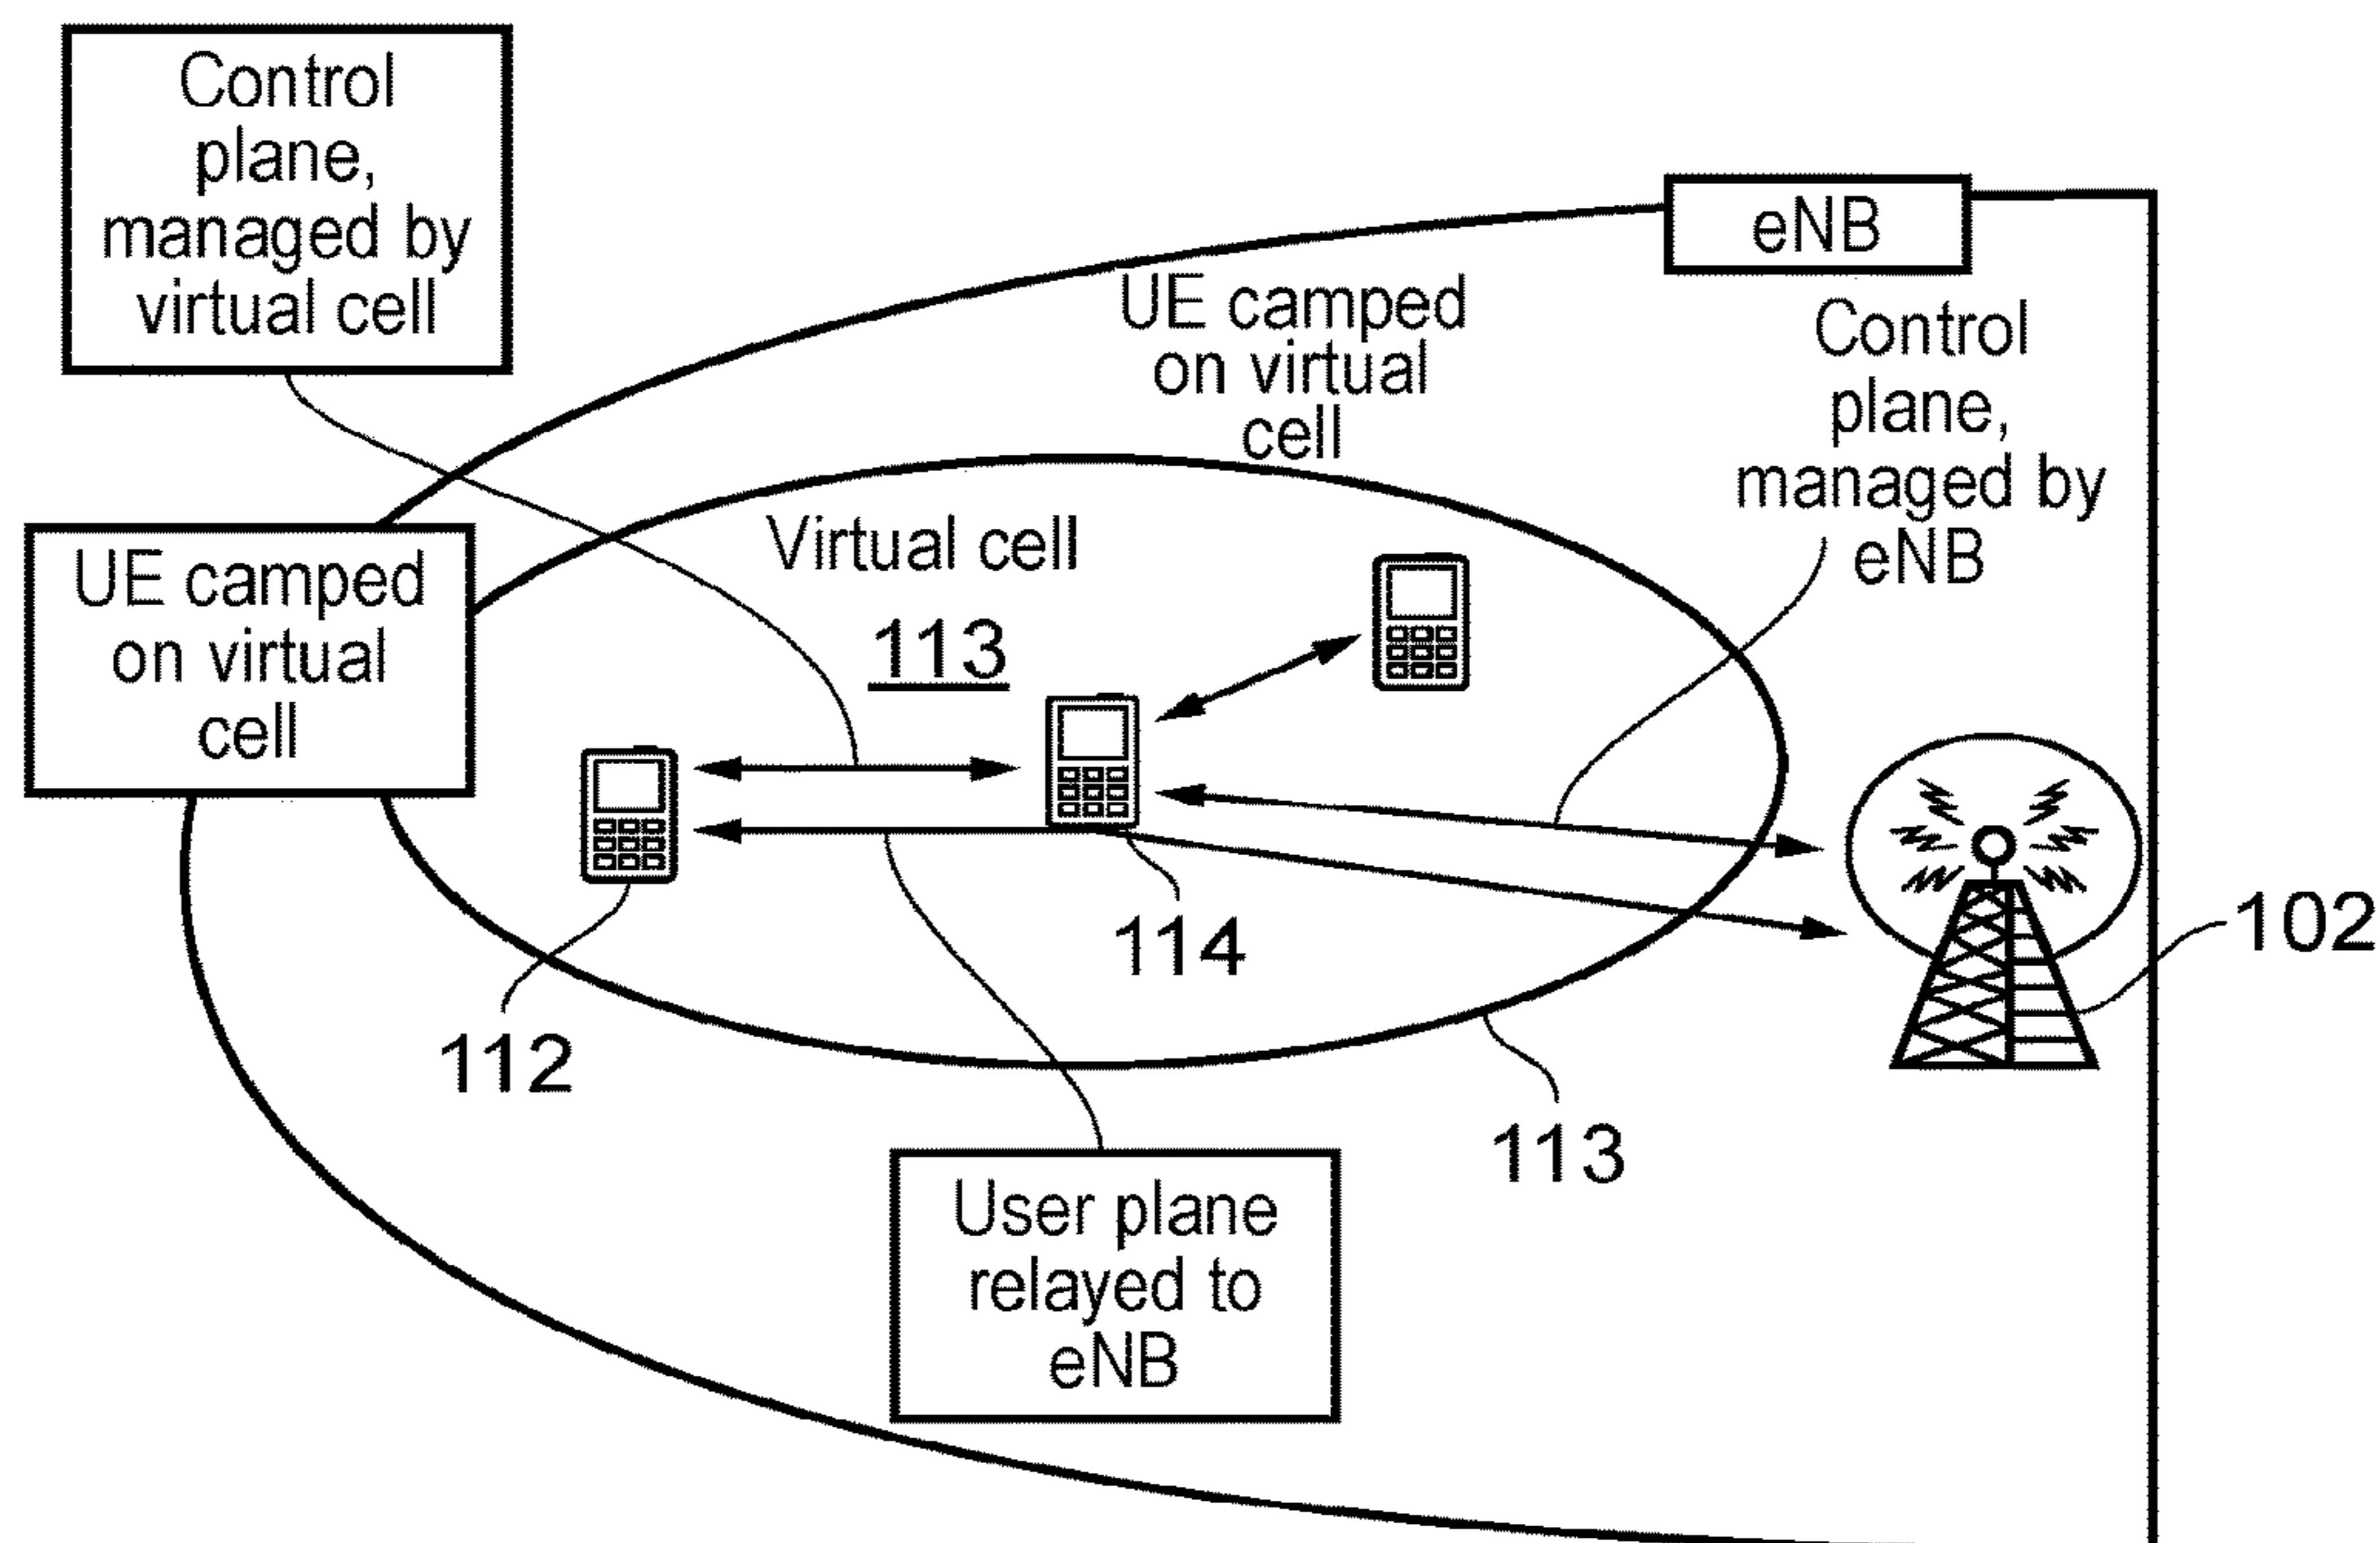 Control
plane,
managed by
virtual cell
eNB
UE camped
on virtual
cell
Control
plane,
managed by
eNB
UE camped
on virtual
cell
Virtual cell
113
114
102
112
113
User plane
relayed to
eNB